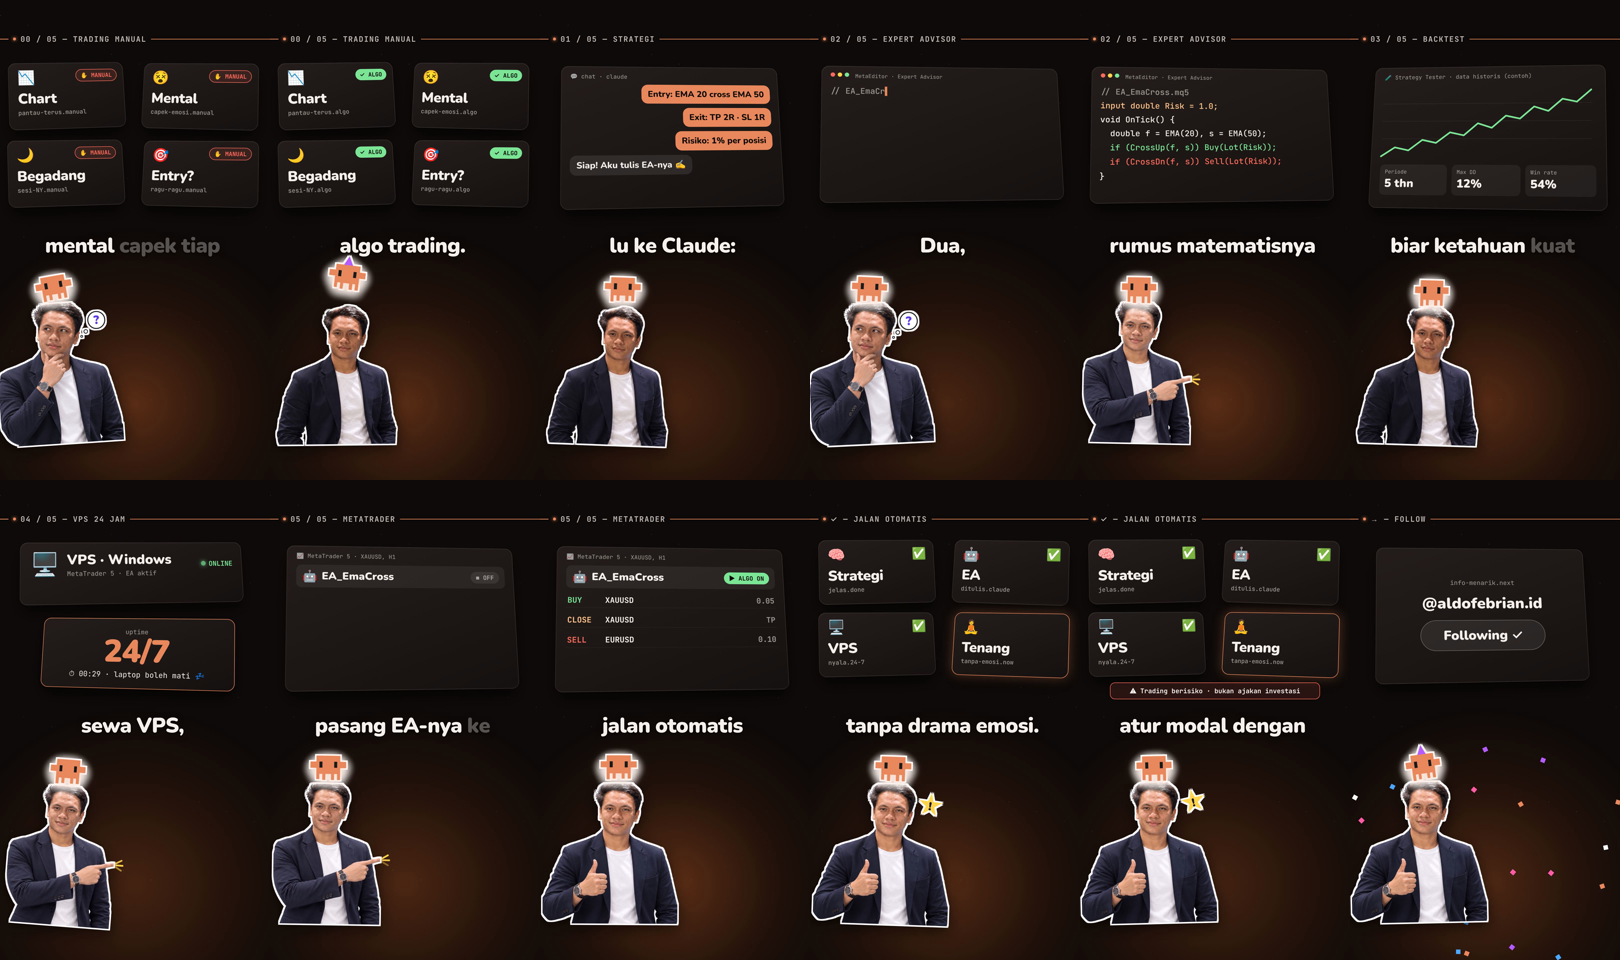 00 / 05 — TRADING MANUAL
MANUAL
Chart
pantau-terus.manual
MANUAL
Mental
capek-emosi.manual
MANUAL
Begadang
sesi-NY.manual
MANUAL
Entry?
ragu-ragu.manual
mental capek tiap
?
00 / 05 — TRADING MANUAL
✓ ALGO
Chart
pantau-terus.algo
✓ ALGO
Mental
capek-emosi.algo
✓ ALGO
Begadang
sesi-NY.algo
✓ ALGO
Entry?
ragu-ragu.algo
algo trading.
01 / 05 — STRATEGI
chat · claude
Entry: EMA 20 cross EMA 50
Exit: TP 2R · SL 1R
Risiko: 1% per posisi
Siap! Aku tulis EA-nya ✍️
lu ke Claude:
02 / 05 — EXPERT ADVISOR
MetaEditor · Expert Advisor
// EA_EmaCr
Dua,
?
02 / 05 — EXPERT ADVISOR
MetaEditor · Expert Advisor
// EA_EmaCross.mq5
input double Risk = 1.0;
void OnTick() {
double f = EMA(20), s = EMA(50);
if (CrossUp(f, s)) Buy(Lot(Risk));
if (CrossDn(f, s)) Sell(Lot(Risk));
}
rumus matematisnya
03 / 05 — BACKTEST
Strategy Tester · data historis (contoh)
Periode
5 thn
Max DD
12%
Win rate
54%
biar ketahuan kuat
04 / 05 — VPS 24 JAM
VPS · Windows
MetaTrader 5 · EA aktif
ONLINE
uptime
24/7
⏱ 00:29 · laptop boleh mati 💤
sewa VPS,
05 / 05 — METATRADER
MetaTrader 5 · XAUUSD, H1
EA_EmaCross
■ OFF
pasang EA-nya ke
05 / 05 — METATRADER
MetaTrader 5 · XAUUSD, H1
EA_EmaCross
▶ ALGO ON
BUY XAUUSD 0.05
CLOSE XAUUSD TP
SELL EURUSD 0.10
jalan otomatis
✓ — JALAN OTOMATIS
Strategi
jelas.done
EA
ditulis.claude
VPS
nyala.24-7
Tenang
tanpa-emosi.now
tanpa drama emosi.
!
✓ — JALAN OTOMATIS
Strategi
jelas.done
EA
ditulis.claude
VPS
nyala.24-7
Tenang
tanpa-emosi.now
⚠ Trading berisiko · bukan ajakan investasi
atur modal dengan
!
— FOLLOW
info-menarik.next
@aldofebrian.id
Following ✓